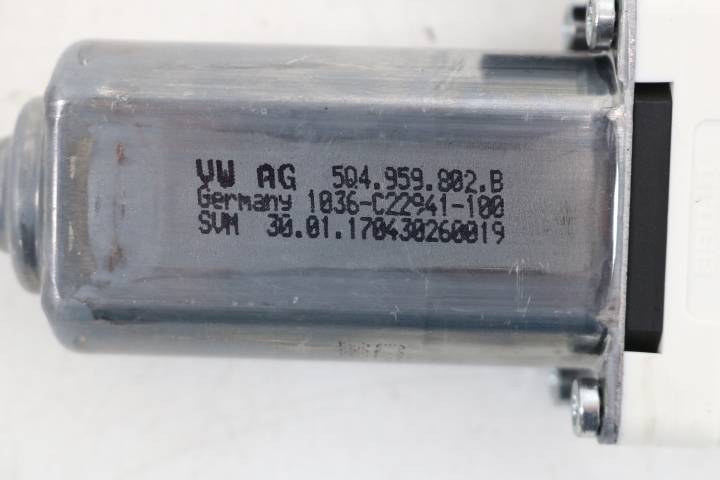 VW AG 5Q4.959.802.B
Germany 1036-C22941-100
SVM 30.01.170430260019